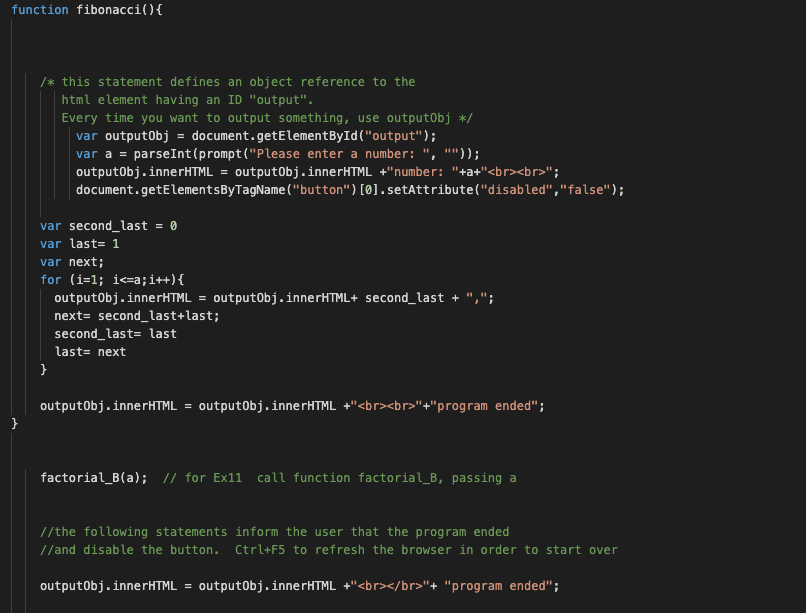 function fibonacci(){
/* this statement defines an object reference to the
html element having an ID "output".
Every time you want to output something, use outputObj */
var outputObj = document.getElementById("output");
var a = parseInt(prompt("Please enter a number: ", ""));
outputObj.innerHTML = outputObj.innerHTML +"number: "+a+"<br><br>";
document.getElementsByTagName("button")[0].setAttribute("disabled","false");
var second_last = 0
var last= 1
var next;
for (i=1; i<=a;i++){
outputObj.innerHTML = outputObj.innerHTML+ second_last + ",";
next= second_last+last;
second_last= last
last= next
}
outputObj.innerHTML = outputObj.innerHTML +"<br><br>"+"program ended";
}
factorial_B(a);  // for Ex11  call function factorial_B, passing a
//the following statements inform the user that the program ended
//and disable the button.  Ctrl+F5 to refresh the browser in order to start over
outputObj.innerHTML = outputObj.innerHTML +"<br></br>"+ "program ended";